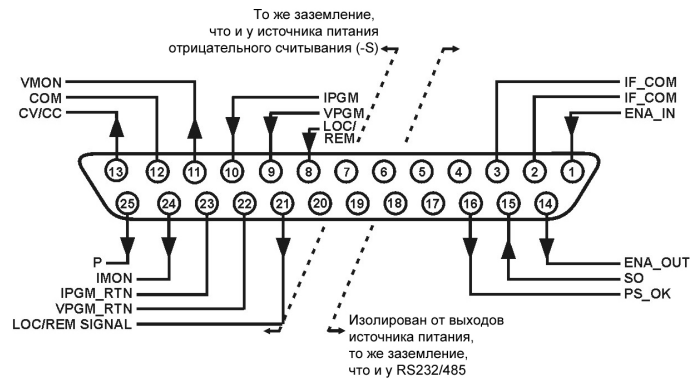 То же заземление,
что и у источника питания
отрицательного считывания (-S)
VMON
COM
CV/CC
IPGM
VPGM
LOC/
REM
IF_COM
IF_COM
ENA_IN
13 12 11 10 9 8 7 6 5 4 3 2 1
25 24 23 22 21 20 19 18 17 16 15 14
P
IMON
IPGM_RTN
VPGM_RTN
LOC/REM SIGNAL
ENA_OUT
SO
PS_OK
Изолирован от выходов
источника питания,
то же заземление,
что и у RS232/485